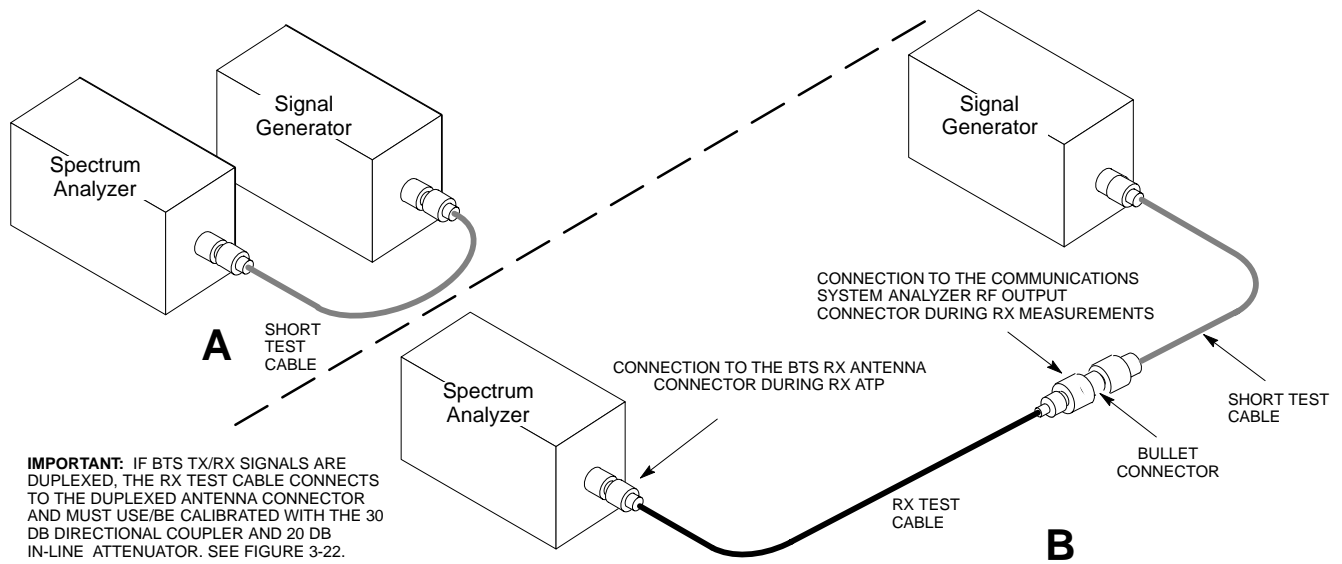 Signal
Generator
Spectrum
Analyzer
A
SHORT
TEST
CABLE
IMPORTANT: IF BTS TX/RX SIGNALS ARE
DUPLEXED, THE RX TEST CABLE CONNECTS
TO THE DUPLEXED ANTENNA CONNECTOR
AND MUST USE/BE CALIBRATED WITH THE 30
DB DIRECTIONAL COUPLER AND 20 DB
IN-LINE ATTENUATOR. SEE FIGURE 3-22.
Signal
Generator
CONNECTION TO THE COMMUNICATIONS
SYSTEM ANALYZER RF OUTPUT
CONNECTOR DURING RX MEASUREMENTS
CONNECTION TO THE BTS RX ANTENNA
CONNECTOR DURING RX ATP
Spectrum
Analyzer
SHORT TEST
CABLE
BULLET
CONNECTOR
RX TEST
CABLE
B